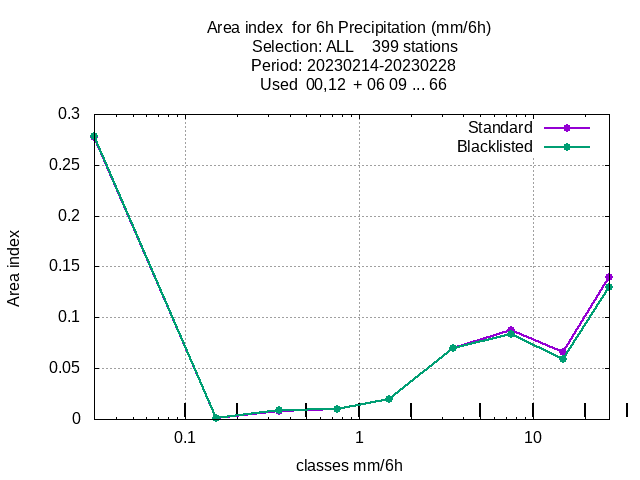 Area index  for 6h Precipitation (mm/6h)
Selection: ALL    399 stations
Period: 20230214-20230228
Used  00,12  + 06 09 ... 66
Standard
Blacklisted
0.3
0.25
0.2
0.15
0.1
0.05
0
Area index
0.1 1 10
classes mm/6h